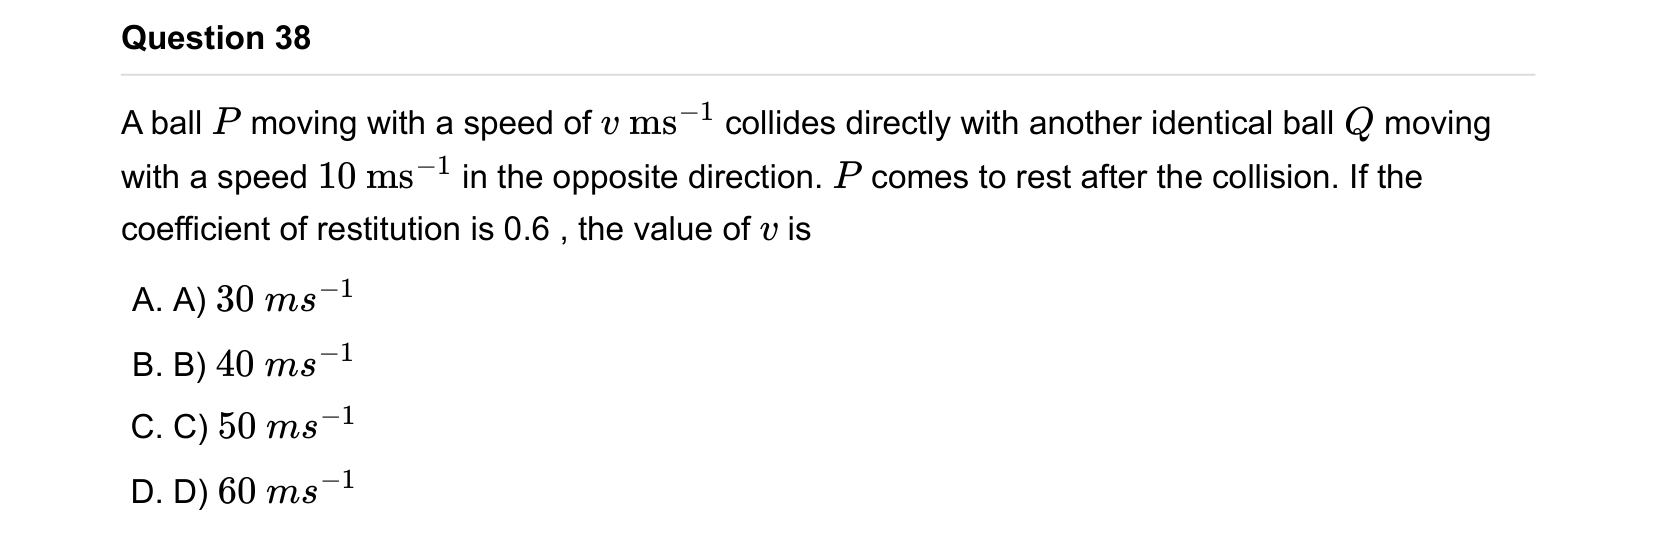 Question 38
A ball P moving with a speed of v ms⁻¹ collides directly with another identical ball Q moving
with a speed 10 ms⁻¹ in the opposite direction. P comes to rest after the collision. If the
coefficient of restitution is 0.6 , the value of v is
A. A) 30 ms⁻¹
B. B) 40 ms⁻¹
C. C) 50 ms⁻¹
D. D) 60 ms⁻¹